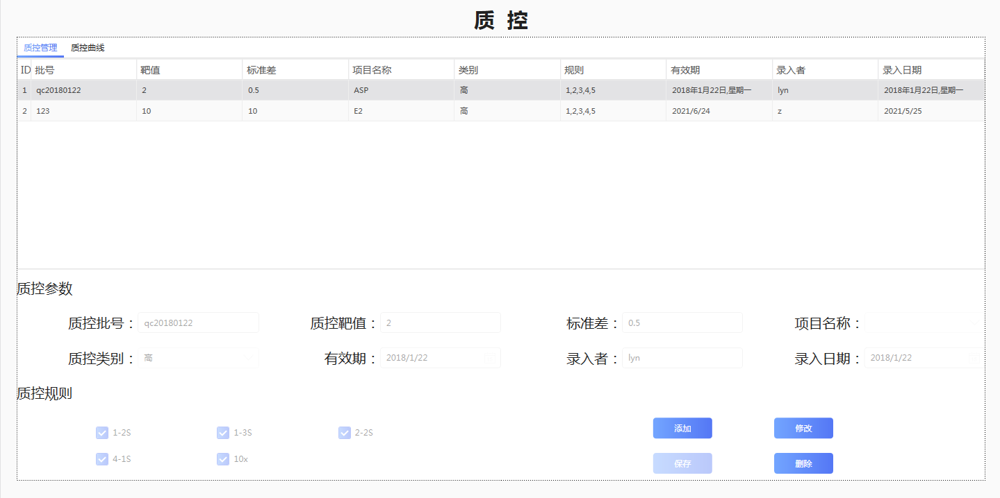 质 控
质控管理 质控曲线
ID 批号 靶值 标准差 项目名称 类别 规则 有效期 录入者 录入日期
1 qc20180122 2 0.5 ASP 高 1,2,3,4,5 2018年1月22日,星期一 lyn 2018年1月22日,星期一
2 123 10 10 E2 高 1,2,3,4,5 2021/6/24 z 2021/5/25
质控参数
质控批号： qc20180122 质控靶值： 2 标准差： 0.5 项目名称：
质控类别： 高 有效期： 2018/1/22 录入者： lyn 录入日期： 2018/1/22
质控规则
1-2S 1-3S 2-2S 添加 修改
4-1S 10x 保存 删除